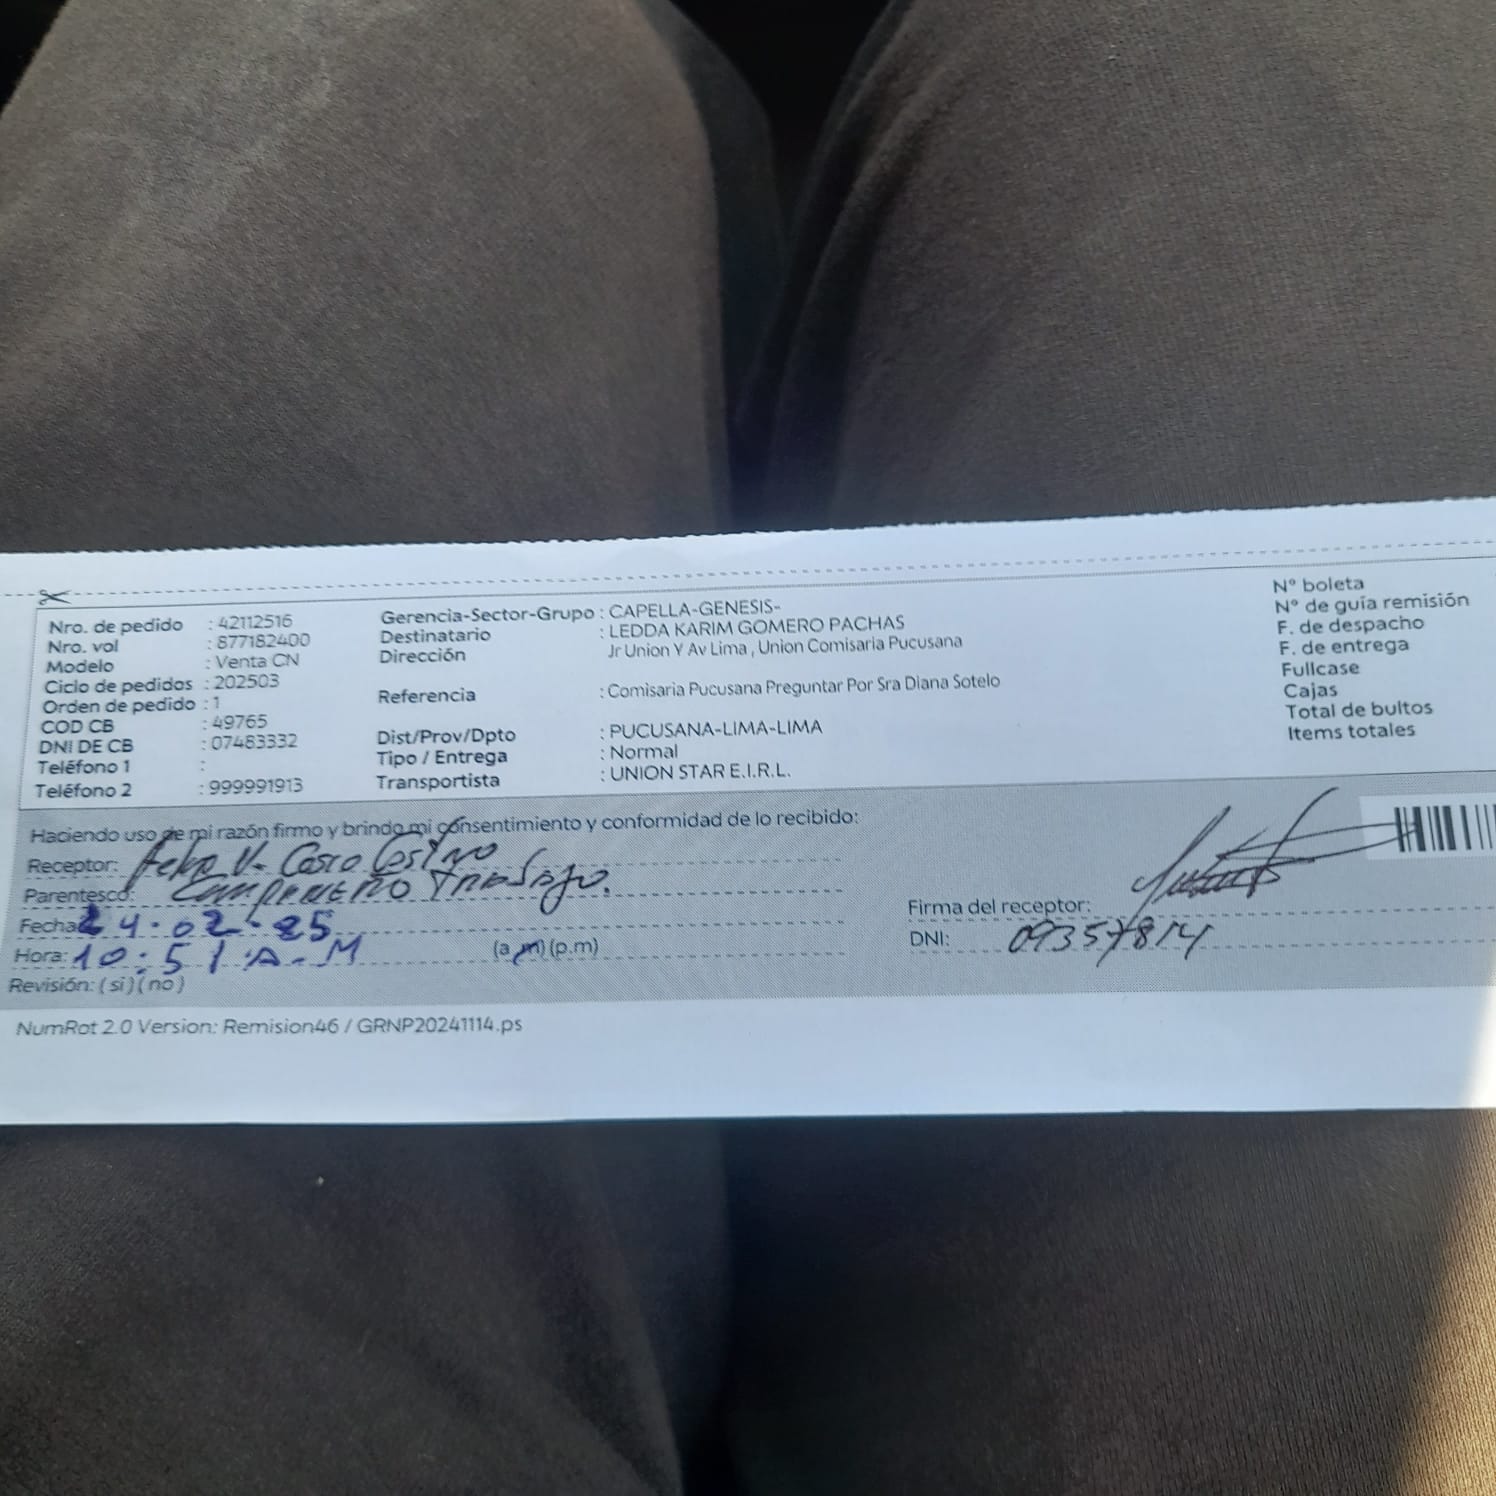 Nro. de pedido : 42112516
Nro. vol : 877182400
Modelo : Venta CN
Ciclo de pedidos : 202503
Orden de pedido : 1
COD CB : 49765
DNI DE CB : 07483332
Teléfono 1 :
Teléfono 2 : 999991913
Gerencia-Sector-Grupo : CAPELLA-GENESIS-
Destinatario : LEDDA KARIM GOMERO PACHAS
Dirección Jr Union Y Av Lima , Union Comisaria Pucusana
Referencia : Comisaria Pucusana Preguntar Por Sra Diana Sotelo
Dist/Prov/Dpto : PUCUSANA-LIMA-LIMA
Tipo / Entrega : Normal
Transportista : UNION STAR E.I.R.L.
N° boleta
N° de guía remisión
F. de despacho
F. de entrega
Fullcase
Cajas
Total de bultos
Items totales
Haciendo uso de mi razón firmo y brindo mi consentimiento y conformidad de lo recibido:
Receptor: V. Castro
Parentesco: COMPAÑERO TRABAJO.
Fecha 24.02.25
Hora: 10:51 A.M (a.m) (p.m)
Revisión: ( si ) ( no )
Firma del receptor:
DNI: 09357814
NumRot 2.0 Version: Remision46 / GRNP20241114.ps